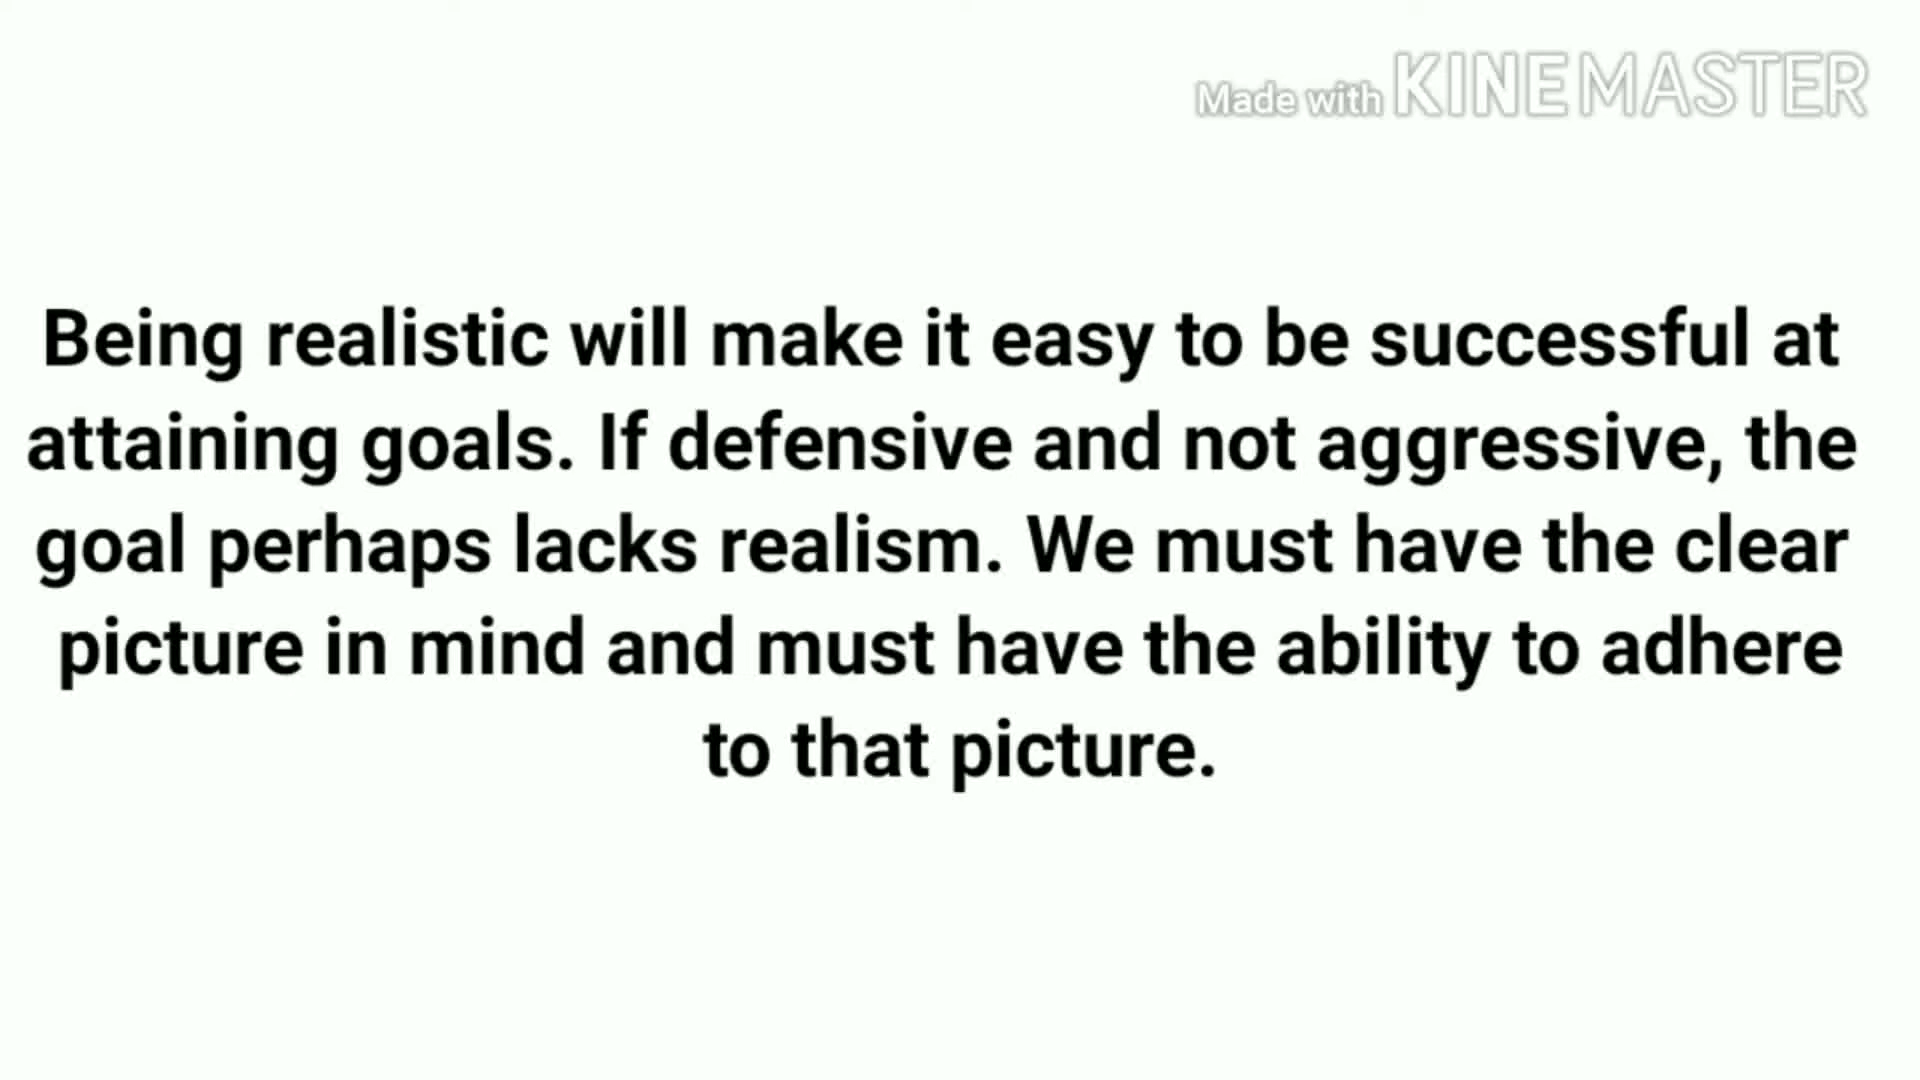 Made with KINEMASTER
Being realistic will make it easy to be successful at
attaining goals. If defensive and not aggressive, the
goal perhaps lacks realism. We must have the clear
picture in mind and must have the ability to adhere
to that picture.